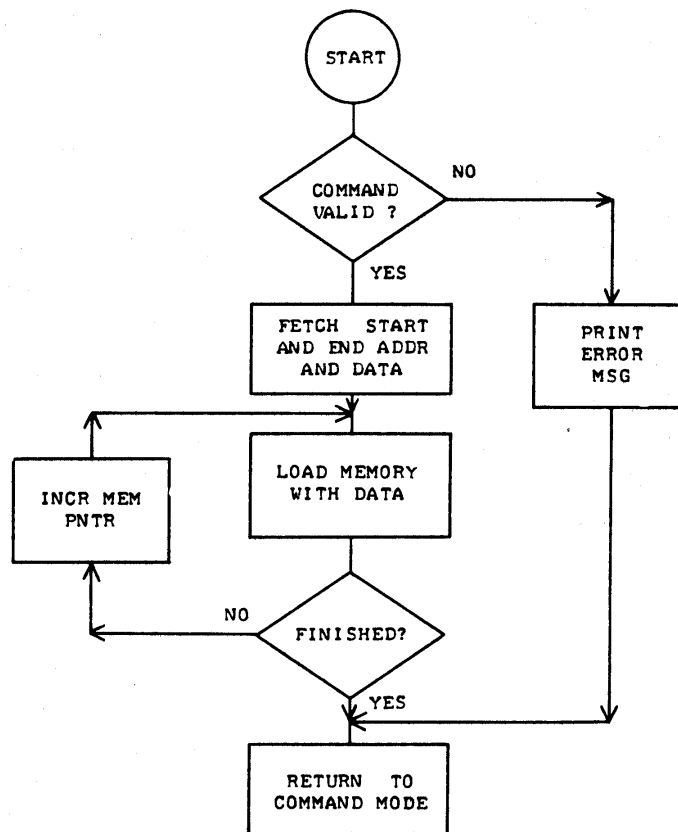 START
NO
COMMAND
VALID ?
YES
FETCH START
AND END ADDR
AND DATA
PRINT
ERROR
MSG
LOAD MEMORY
WITH DATA
INCR MEM
PNTR
NO
FINISHED?
YES
RETURN TO
COMMAND MODE